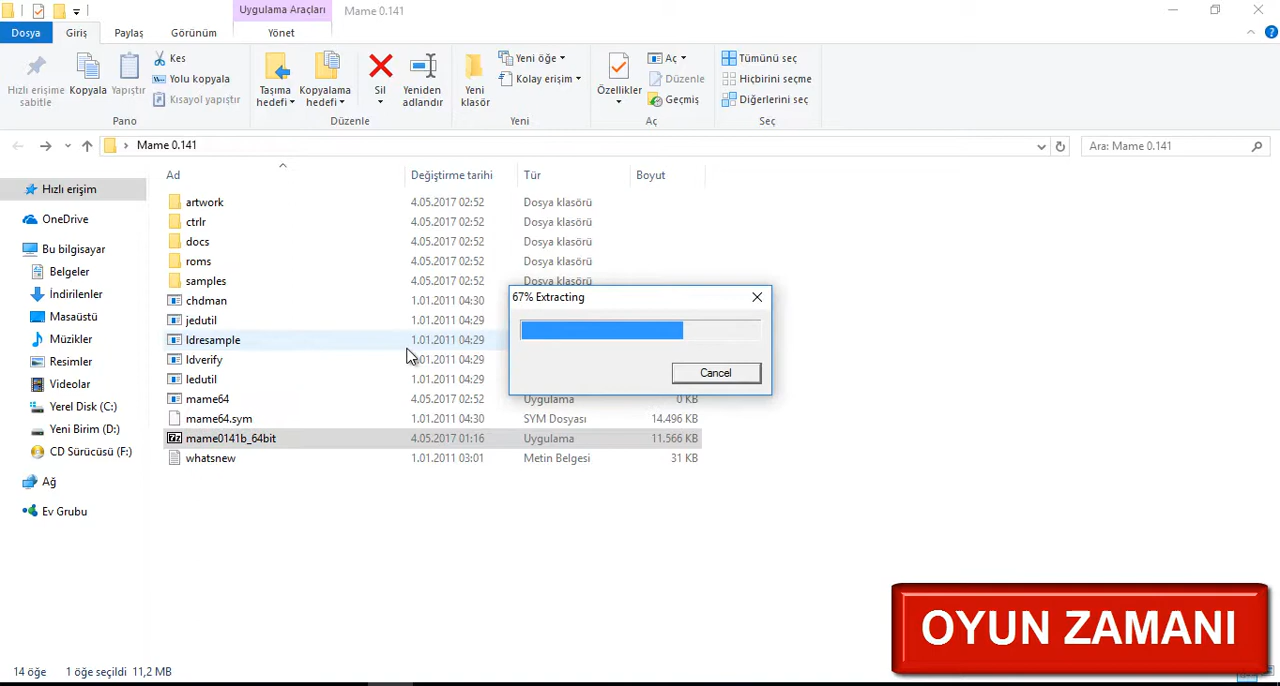 Uygulama Araçları
Mame 0.141
Dosya
Giriş
Paylaş
Görünüm
Yönet
Hızlı erişime sabitle
Kopyala
Yapıştır
Kes
Yolu kopyala
Kısayol yapıştır
Pano
Taşıma hedefi
Kopyalama hedefi
Sil
Yeniden adlandır
Düzenle
Yeni klasör
Yeni öğe
Kolay erişim
Yeni
Özellikler
Aç
Düzenle
Geçmiş
Aç
Tümünü seç
Hiçbirini seçme
Diğerlerini seç
Seç
Mame 0.141
Ara: Mame 0.141
Ad
Değiştirme tarihi
Tür
Boyut
Hızlı erişim
OneDrive
Bu bilgisayar
Belgeler
İndirilenler
Masaüstü
Müzikler
Resimler
Videolar
Yerel Disk (C:)
Yeni Birim (D:)
CD Sürücüsü (F:)
Ağ
Ev Grubu
artwork 4.05.2017 02:52 Dosya klasörü
ctrlr 4.05.2017 02:52 Dosya klasörü
docs 4.05.2017 02:52 Dosya klasörü
roms 4.05.2017 02:52 Dosya klasörü
samples 4.05.2017 02:52 Dosya klasörü
chdman 1.01.2011 04:30
jedutil 1.01.2011 04:29
ldresample 1.01.2011 04:29
ldverify 1.01.2011 04:29
ledutil 1.01.2011 04:29
mame64 4.05.2017 02:52 Uygulama 0 KB
mame64.sym 1.01.2011 04:30 SYM Dosyası 14.496 KB
mame0141b_64bit 4.05.2017 01:16 Uygulama 11.566 KB
whatsnew 1.01.2011 03:01 Metin Belgesi 31 KB
67% Extracting
Cancel
OYUN ZAMANI
14 öğe
1 öğe seçildi 11,2 MB